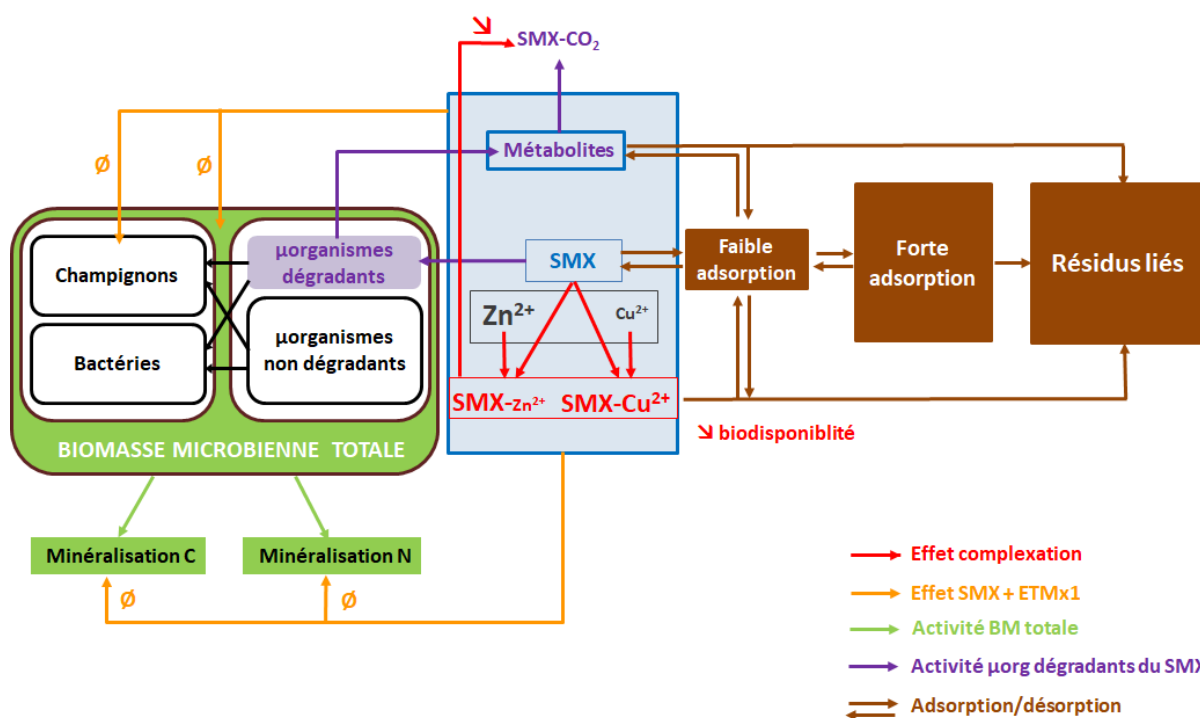 ↘
SMX-CO₂
Ø
Ø
Métabolites
µorganismes
dégradants
Champignons
SMX
Faible
adsorption
Forte
adsorption
Résidus liés
Zn²⁺
Cu²⁺
Bactéries
µorganismes
non dégradants
SMX-Zn²⁺
SMX-Cu²⁺
↘ biodisponiblité
BIOMASSE MICROBIENNE TOTALE
Minéralisation C
Minéralisation N
Ø
Ø
Effet complexation
Effet SMX + ETMx1
Activité BM totale
Activité µorg dégradants du SMX
Adsorption/désorption